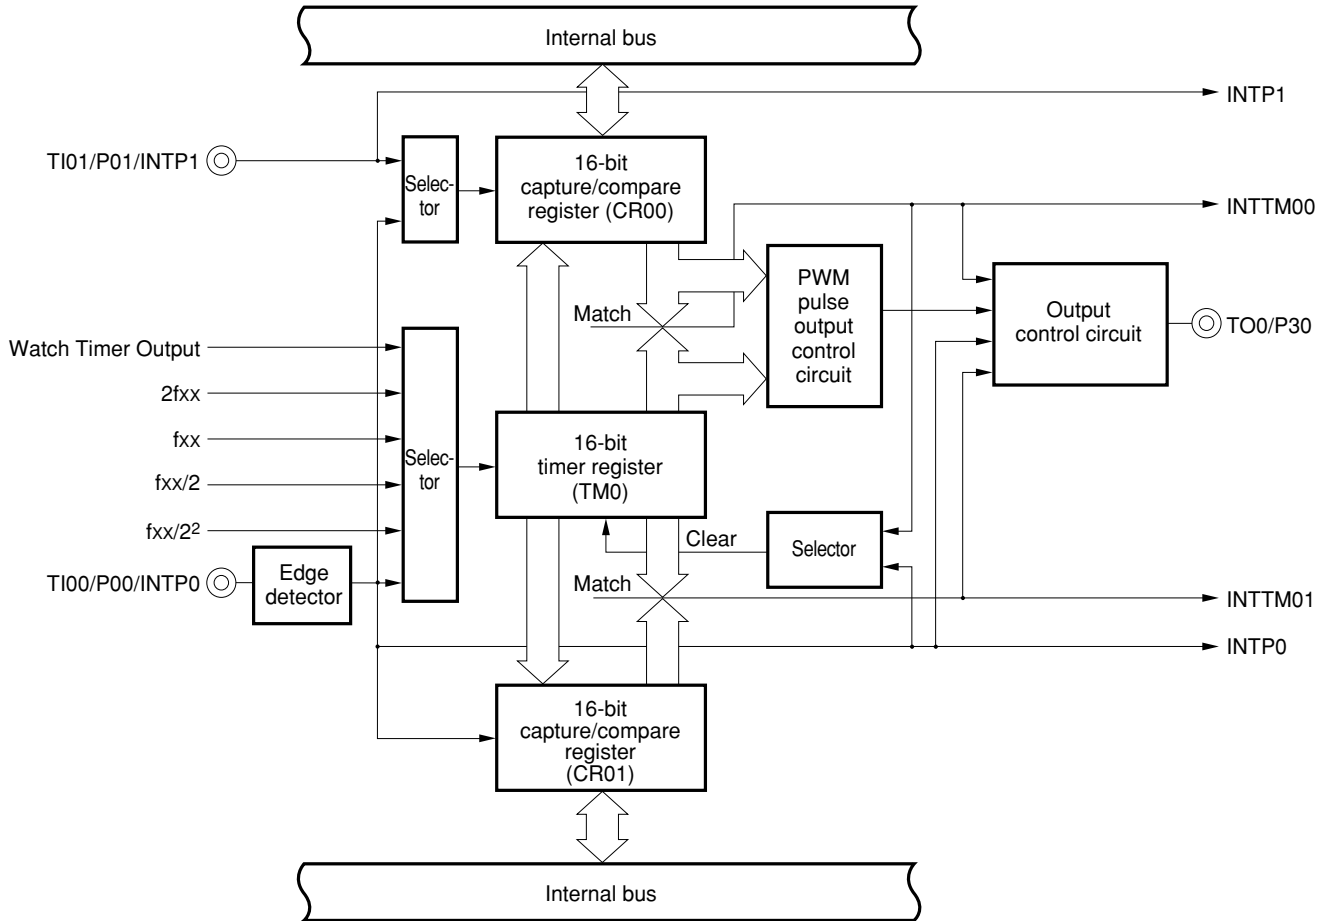 Internal bus
INTP1
TI01/P01/INTP1
Selec-
tor
16-bit
capture/compare
register (CR00)
INTTM00
PWM
pulse
output
control
circuit
Output
control circuit
TO0/P30
Match
Watch Timer Output
2fxx
fxx
fxx/2
fxx/2²
Selec-
tor
16-bit
timer register
(TM0)
Clear
Selector
TI00/P00/INTP0
Edge
detector
Match
INTTM01
INTP0
16-bit
capture/compare
register
(CR01)
Internal bus